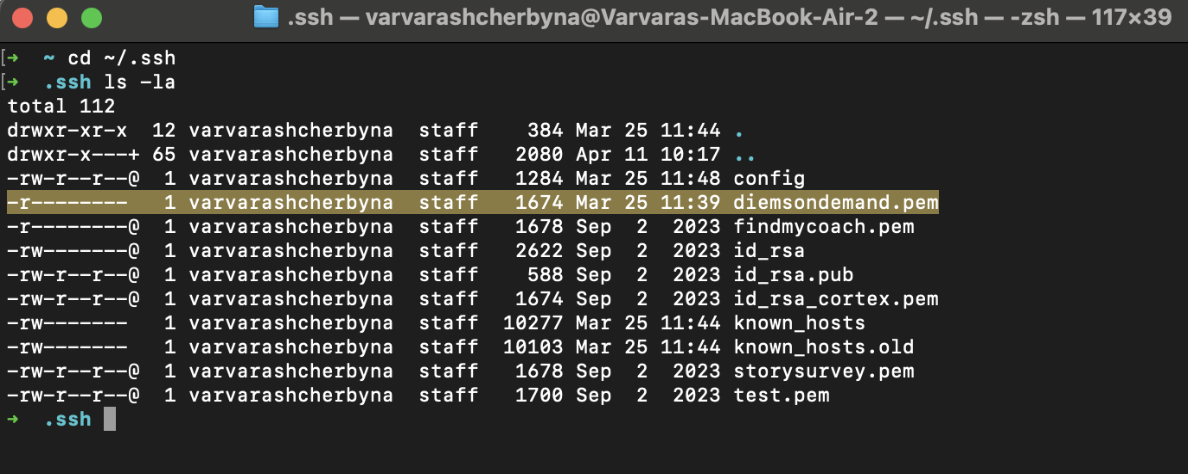 .ssh — varvarashcherbyna@Varvaras-MacBook-Air-2 — ~/.ssh — -zsh — 117×39
[➜  ~ cd ~/.ssh
[➜  .ssh ls -la
total 112
drwxr-xr-x  12 varvarashcherbyna  staff    384 Mar 25 11:44 .
drwxr-x---+ 65 varvarashcherbyna  staff   2080 Apr 11 10:17 ..
-rw-r--r--@  1 varvarashcherbyna  staff   1284 Mar 25 11:48 config
-r--------   1 varvarashcherbyna  staff   1674 Mar 25 11:39 diemsondemand.pem
-r--------@  1 varvarashcherbyna  staff   1678 Sep  2  2023 findmycoach.pem
-rw-------@  1 varvarashcherbyna  staff   2622 Sep  2  2023 id_rsa
-rw-r--r--@  1 varvarashcherbyna  staff    588 Sep  2  2023 id_rsa.pub
-rw-r--r--@  1 varvarashcherbyna  staff   1674 Sep  2  2023 id_rsa_cortex.pem
-rw-------   1 varvarashcherbyna  staff  10277 Mar 25 11:44 known_hosts
-rw-------   1 varvarashcherbyna  staff  10103 Mar 25 11:44 known_hosts.old
-rw-r--r--@  1 varvarashcherbyna  staff   1678 Sep  2  2023 storysurvey.pem
-rw-r--r--@  1 varvarashcherbyna  staff   1700 Sep  2  2023 test.pem
➜  .ssh